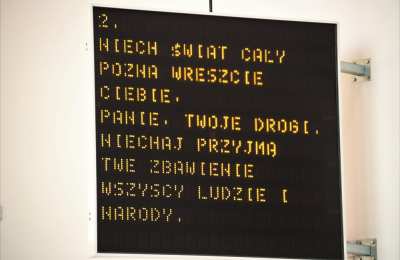 2.
NIECH ŚWIAT CAŁY
POZNA WRESZCIE
CIEBIE,
PANIE, TWOJE DROGI,
NIECHAJ PRZYJMĄ
TWE ZBAWIENIE
WSZYSCY LUDZIE I
NARODY.